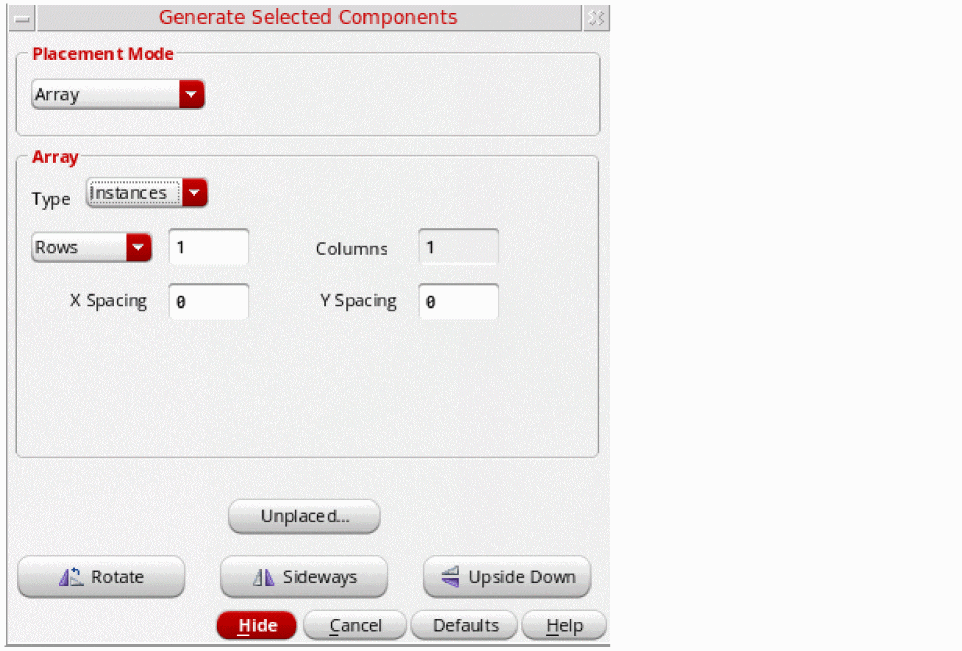 Generate Selected Components
Placement Mode
Array
Array
Type Instances
Rows 1 Columns 1
X Spacing 0 Y Spacing 0
Unplaced...
Rotate Sideways Upside Down
Hide Cancel Defaults Help